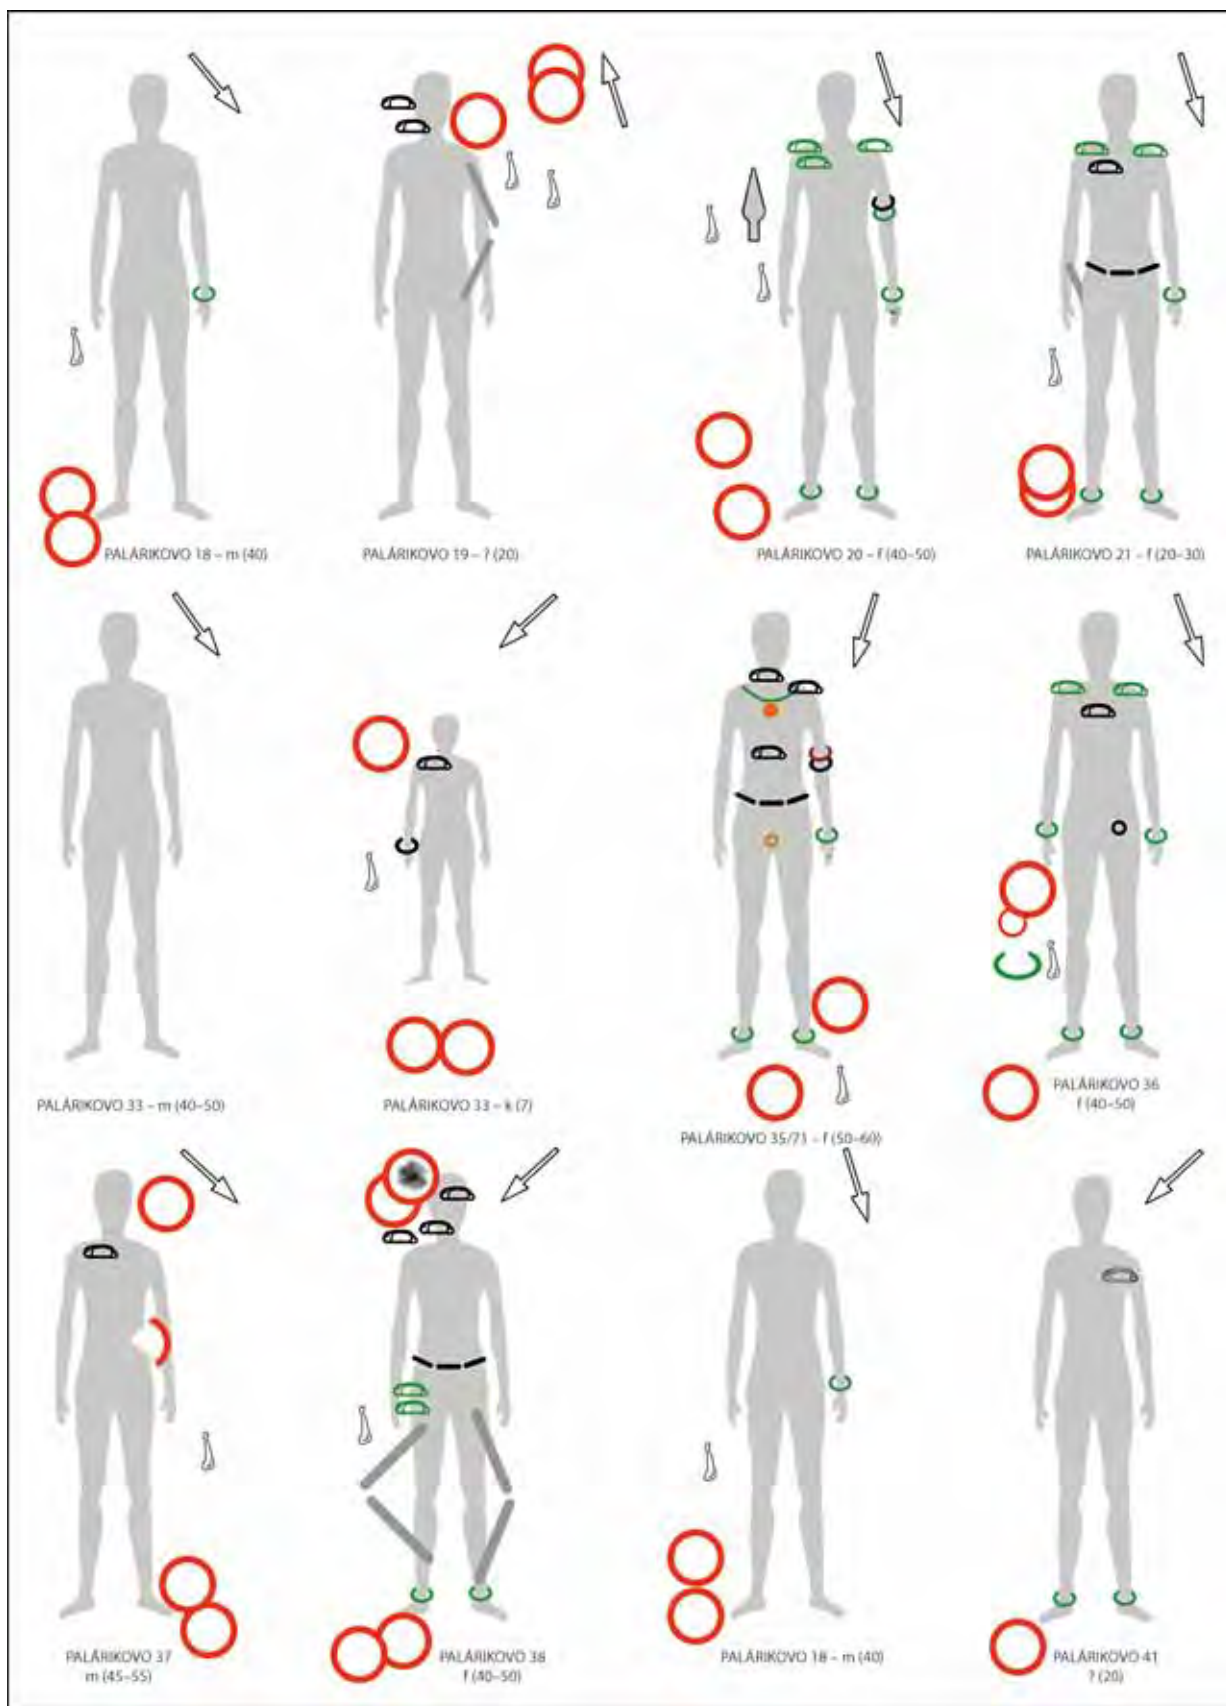 PALÁRIKOVO 18 – m (40)
PALÁRIKOVO 19 – ? (20)
PALÁRIKOVO 20 – f (40–50)
PALÁRIKOVO 21 – f (20–30)
PALÁRIKOVO 33 – m (40–50)
PALÁRIKOVO 33 – k (7)
PALÁRIKOVO 35/71 – f (50–60)
PALÁRIKOVO 36
f (40–50)
PALÁRIKOVO 37
m (45–55)
PALÁRIKOVO 38
f (40–50)
PALÁRIKOVO 18 – m (40)
PALÁRIKOVO 41
? (20)